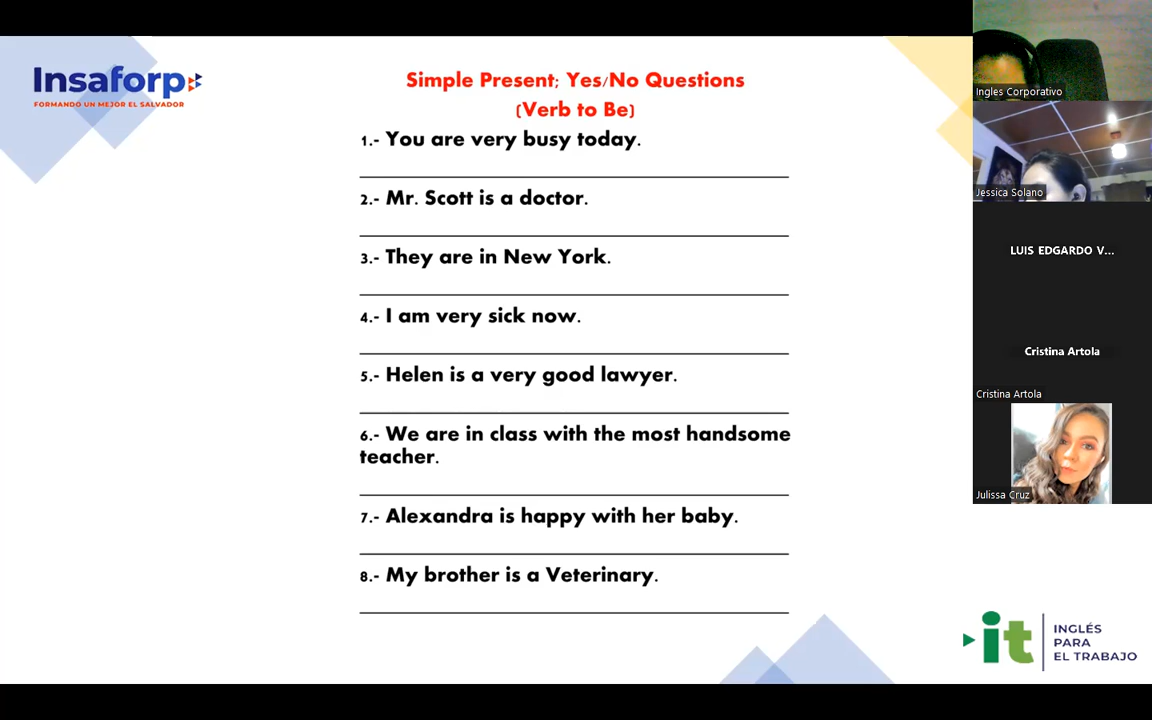 Insaforp
FORMANDO UN MEJOR EL SALVADOR
Simple Present; Yes/No Questions
(Verb to Be)
1.- You are very busy today.
2.- Mr. Scott is a doctor.
3.- They are in New York.
4.- I am very sick now.
5.- Helen is a very good lawyer.
6.- We are in class with the most handsome
teacher.
7.- Alexandra is happy with her baby.
8.- My brother is a Veterinary.
Ingles Corporativo
Jessica Solano
LUIS EDGARDO V...
Cristina Artola
Cristina Artola
Julissa Cruz
it
INGLÉS
PARA
EL TRABAJO